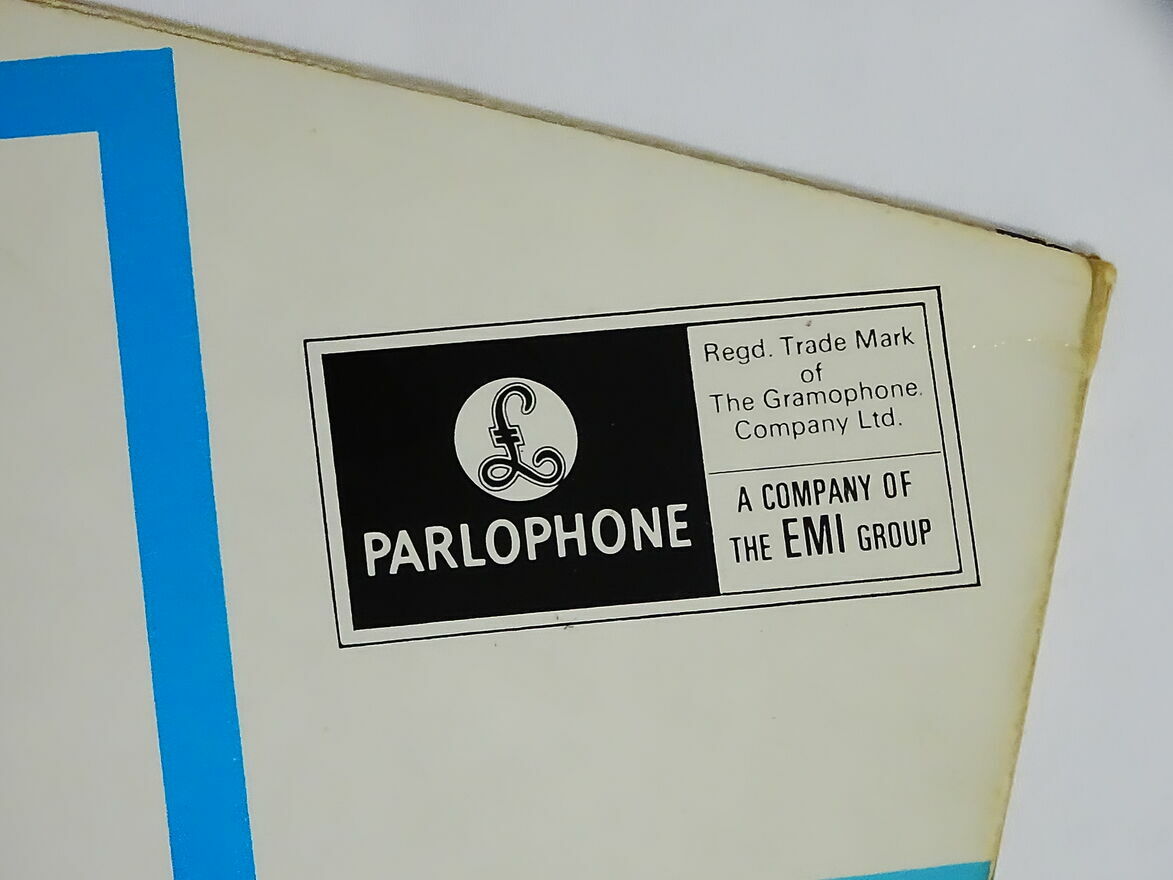 £
PARLOPHONE
Regd. Trade Mark
of
The Gramophone.
Company Ltd.
A COMPANY OF
THE EMI GROUP